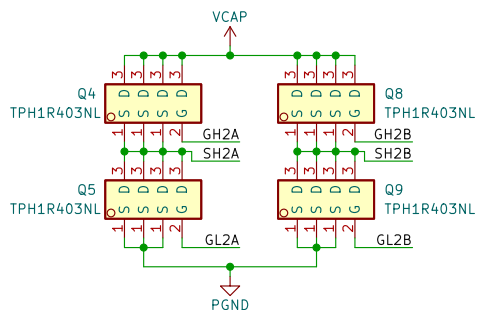 VCAP
3 3 3 3 3 3 3 3
Q4 D D D D D D D D Q8
TPH1R403NL S S S G S S S G TPH1R403NL
1 1 1 2 GH2A 1 1 1 2 GH2B
SH2A SH2B
3 3 3 3 3 3 3 3
Q5 D D D D D D D D Q9
TPH1R403NL S S S G S S S G TPH1R403NL
1 1 1 2 GL2A 1 1 1 2 GL2B
PGND